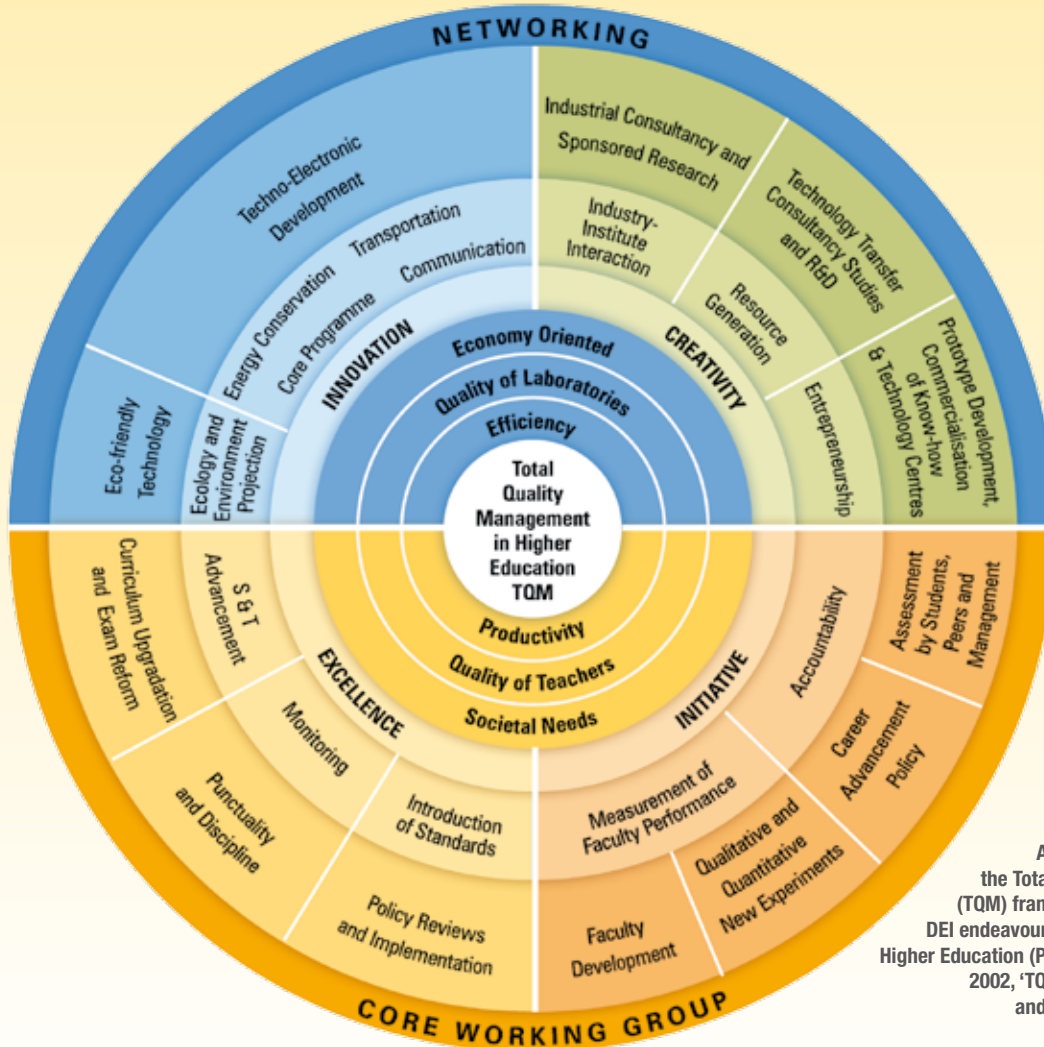 NETWORKING
Techno-Electronic
Development
Eco-friendly
Technology
Energy Conservation
Transportation
Core Programme
Communication
Ecology and
Environment
Projection
INNOVATION
Industrial Consultancy and
Sponsored Research
Technology Transfer
Consultancy Studies
and R&D
Prototype Development,
Commercialisation
of Know-how
& Technology Centres
Industry-
Institute
Interaction
Resource
Generation
Entrepreneurship
CREATIVITY
Economy Oriented
Quality of Laboratories
Efficiency
Total
Quality
Management
in Higher
Education
TQM
Productivity
Quality of Teachers
Societal Needs
EXCELLENCE
S & T
Advancement
Monitoring
Introduction
of Standards
Curriculum Upgradation
and Exam Reform
Punctuality
and Discipline
Policy Reviews
and Implementation
INITIATIVE
Accountability
Measurement of
Faculty Performance
Assessment
by Students,
Peers and
Management
Career
Advancement
Policy
Qualitative and
Quantitative
New Experiments
Faculty
Development
CORE WORKING GROUP
A
the Tota
(TQM) fran
DEI endeavour
Higher Education (P
2002, ‘TQ
and